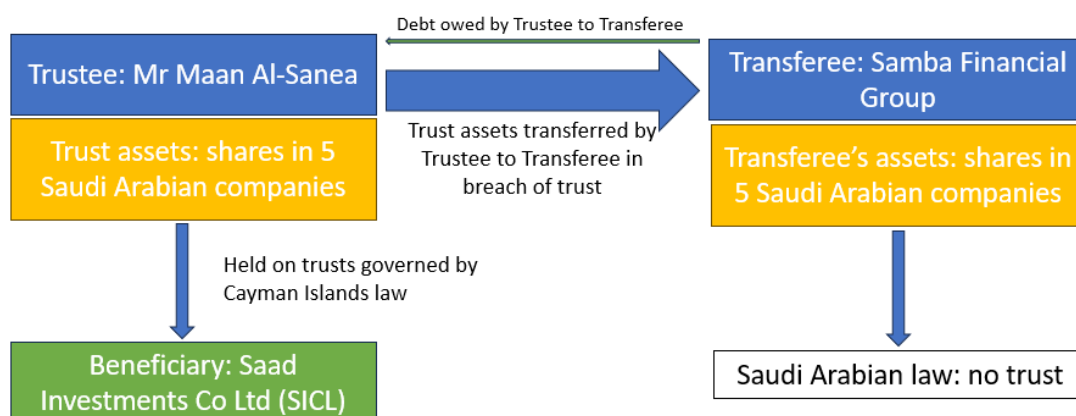 Debt owed by Trustee to Transferee
Trustee: Mr Maan Al-Sanea
Transferee: Samba Financial
Group
Trust assets: shares in 5
Saudi Arabian companies
Trust assets transferred by
Trustee to Transferee in
breach of trust
Transferee's assets: shares in
5 Saudi Arabian companies
Held on trusts governed by
Cayman Islands law
Beneficiary: Saad
Investments Co Ltd (SICL)
Saudi Arabian law: no trust